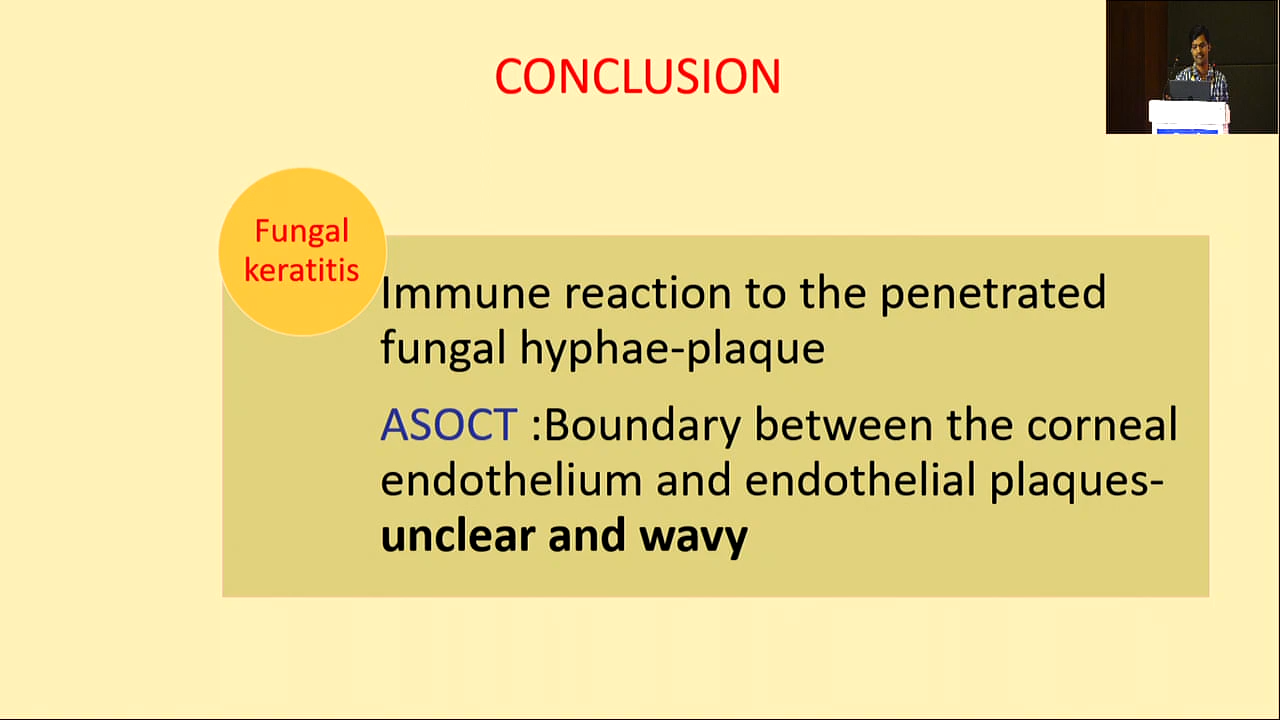 CONCLUSION
Fungal
keratitis
Immune reaction to the penetrated
fungal hyphae-plaque
ASOCT :Boundary between the corneal
endothelium and endothelial plaques-
unclear and wavy